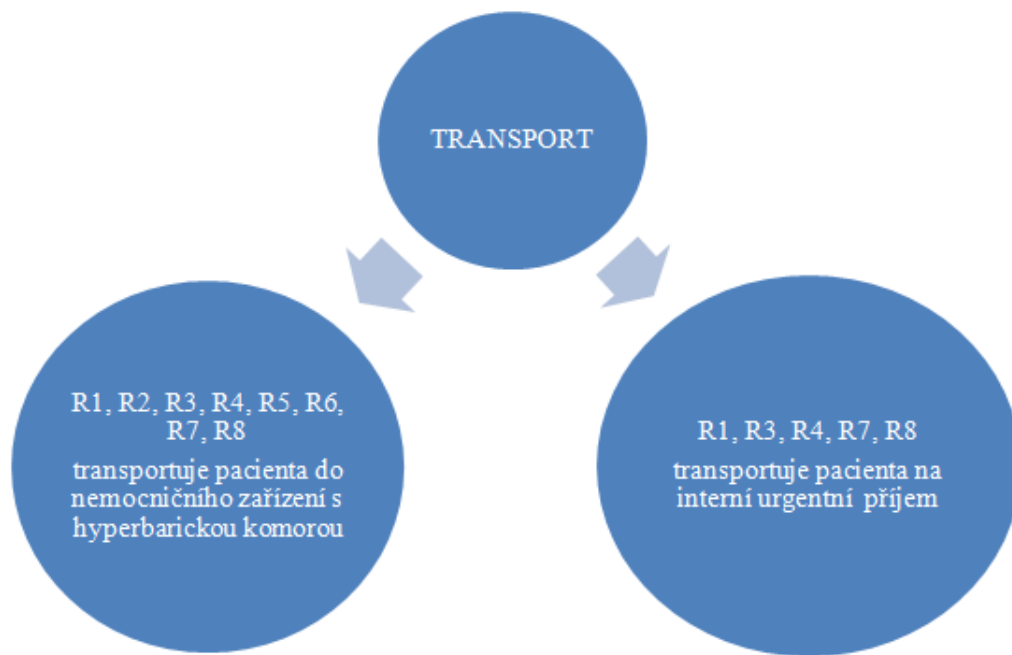 TRANSPORT
R1, R2, R3, R4, R5, R6,
R7, R8
transportuje pacienta do
nemocničního zařízení s
hyperbarickou komorou
R1, R3, R4, R7, R8
transportuje pacienta na
interní urgentní příjem